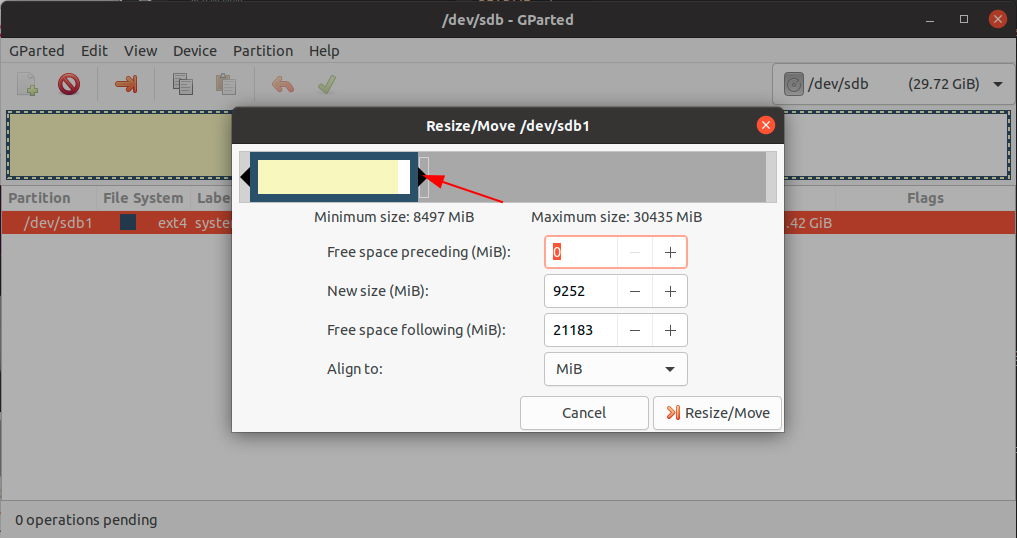 /dev/sdb - GParted
GParted Edit View Device Partition Help
/dev/sdb (29.72 GiB)
Resize/Move /dev/sdb1
Partition File System Flags
/dev/sdb1 ext4 .42 GiB
Minimum size: 8497 MiB Maximum size: 30435 MiB
Free space preceding (MiB): 0
New size (MiB): 9252
Free space following (MiB): 21183
Align to: MiB
Cancel Resize/Move
0 operations pending